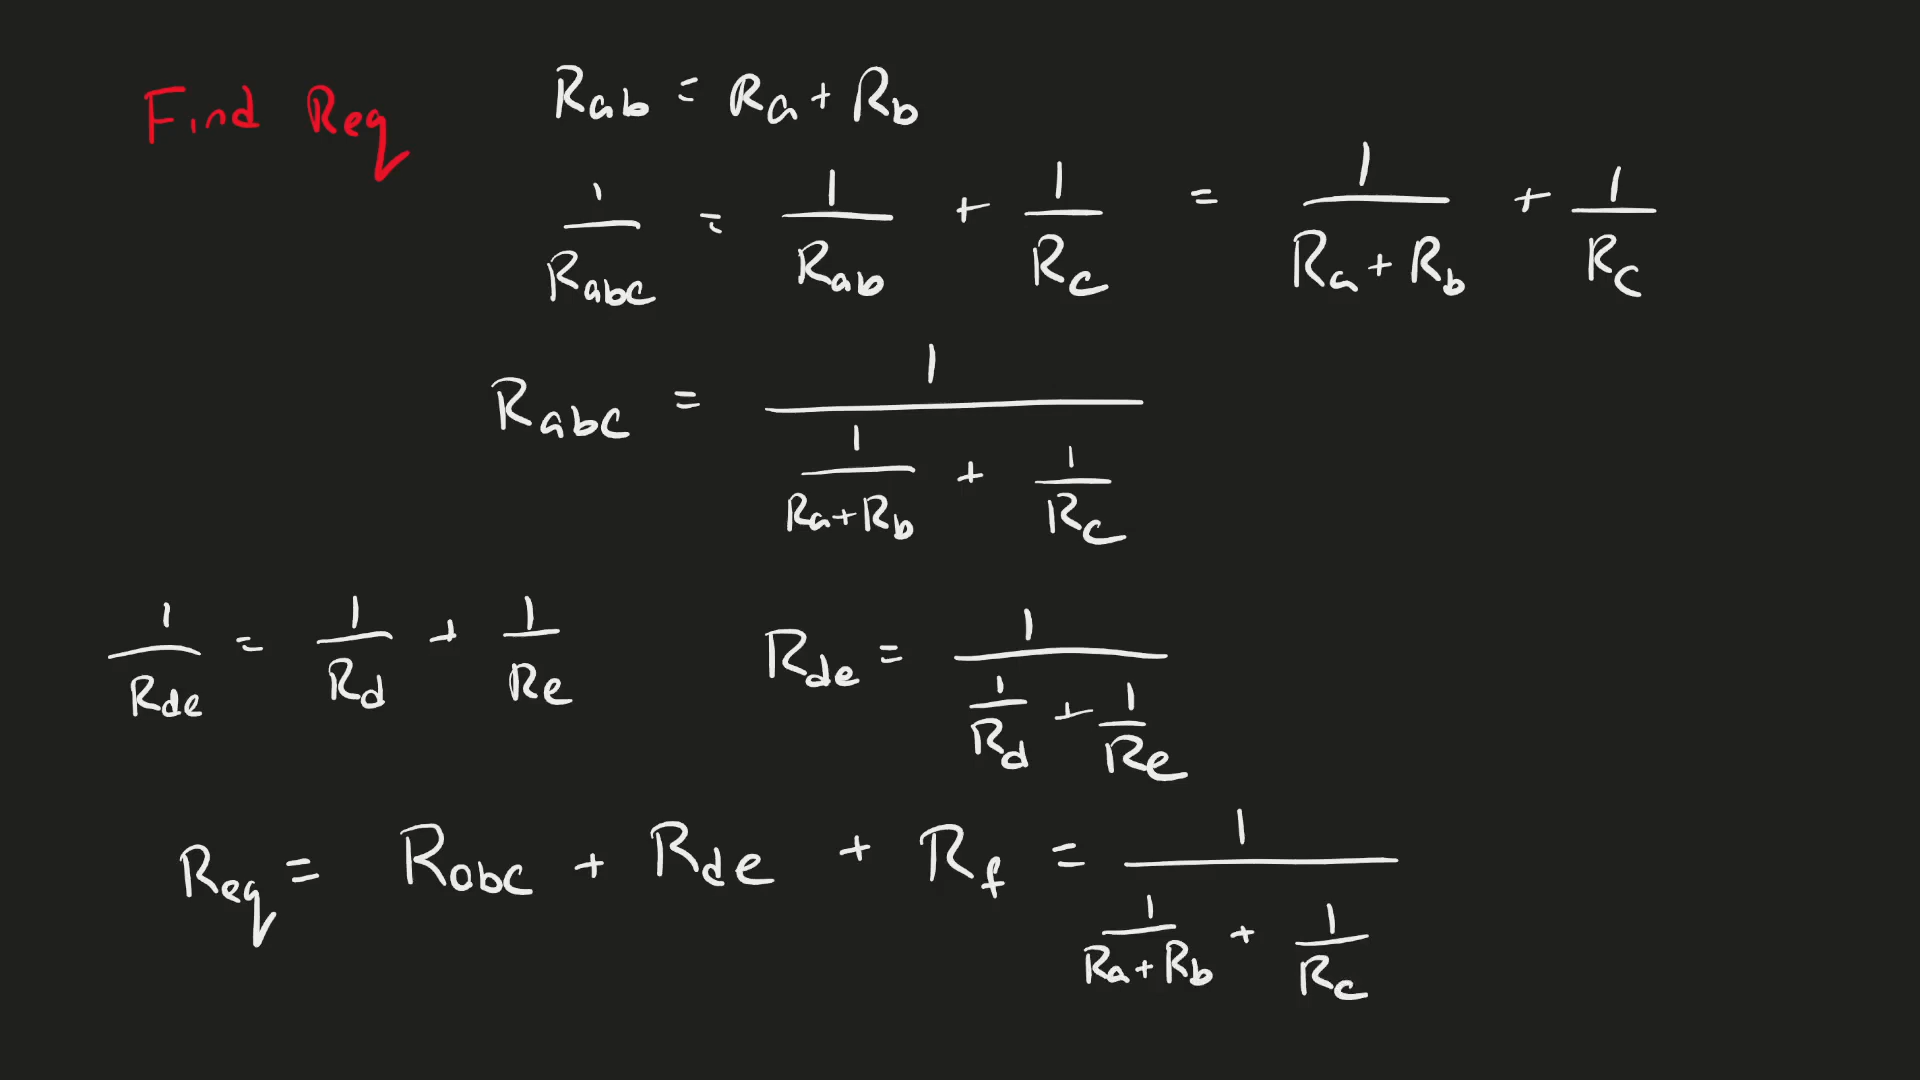 Find Req
Rab = Ra + Rb
1/Rabc = 1/Rab + 1/Rc = 1/(Ra + Rb) + 1/Rc
Rabc = 1/(1/(Ra+Rb) + 1/Rc)
1/Rde = 1/Rd + 1/Re
Rde = 1/(1/Rd + 1/Re)
Req = Rabc + Rde + Rf = 1/(1/(Ra+Rb) + 1/Rc)